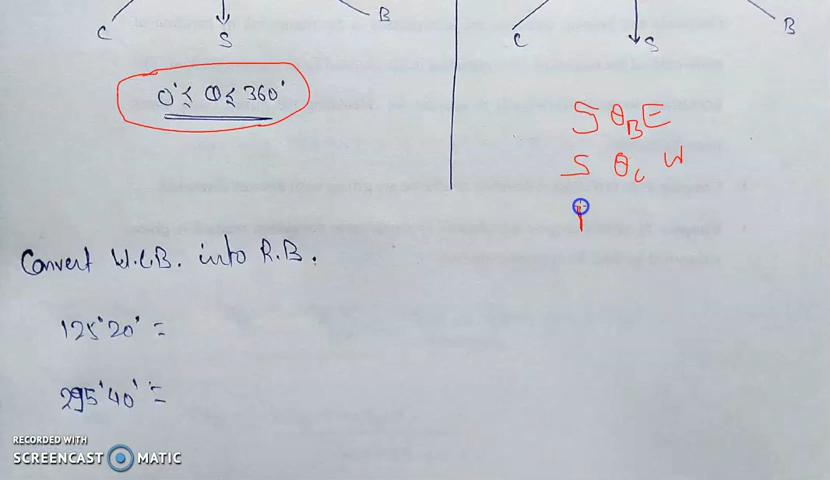 C S B
C S B
0° ≤ θ ≤ 360°
S θB E
S θC W
Convert W.C.B. into R.B.
125°20' =
295°40' =
RECORDED WITH
SCREENCAST MATIC